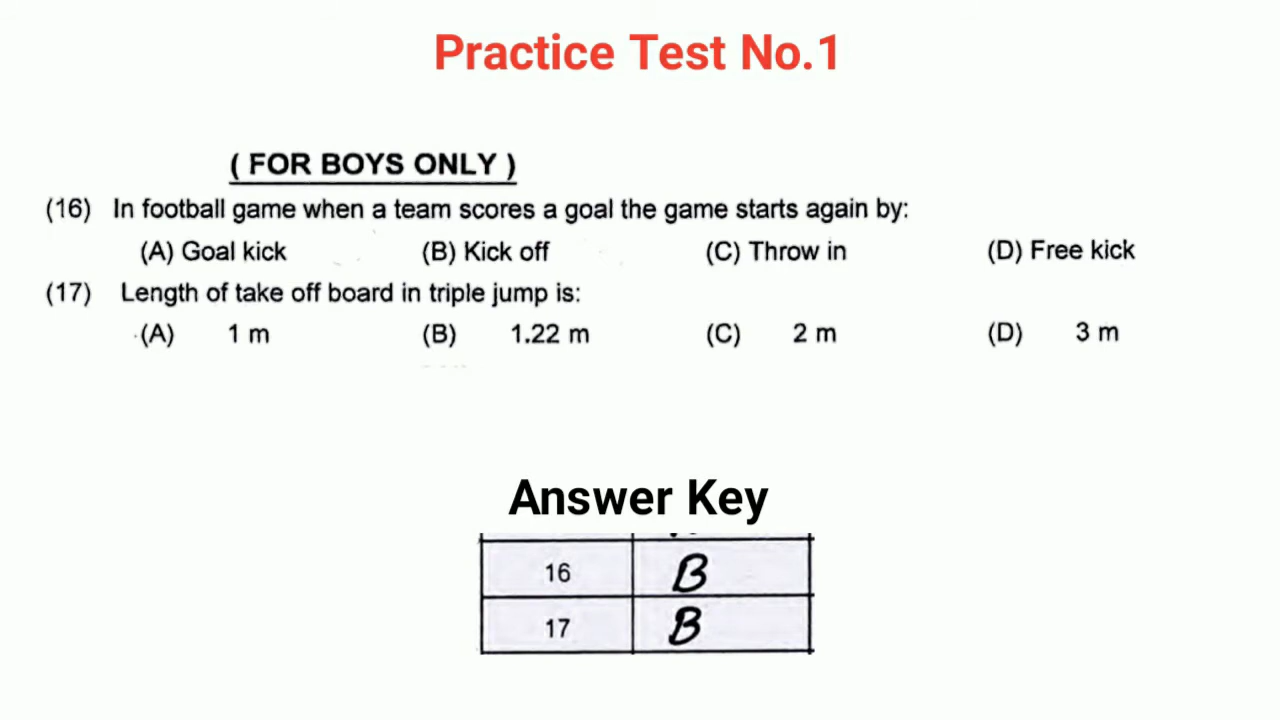 Practice Test No.1
( FOR BOYS ONLY )
(16) In football game when a team scores a goal the game starts again by:
(A) Goal kick (B) Kick off (C) Throw in (D) Free kick
(17) Length of take off board in triple jump is:
(A) 1 m (B) 1.22 m (C) 2 m (D) 3 m
Answer Key
16 B
17 B